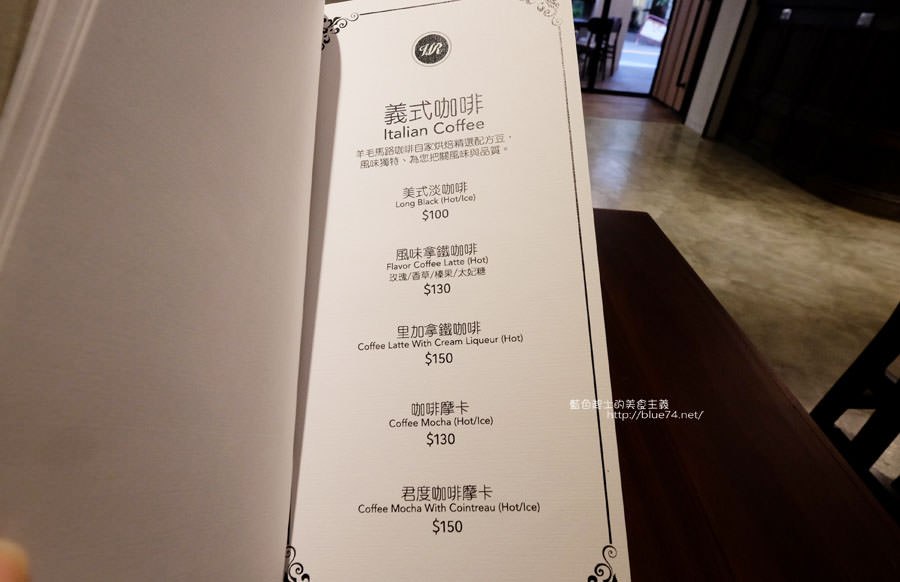 WR
義式咖啡
Italian Coffee
羊毛馬路咖啡自家烘焙精選配方豆，
風味獨特、為您把關風味與品質。
美式淡咖啡
Long Black (Hot/Ice)
$100
風味拿鐵咖啡
Flavor Coffee Latte (Hot)
玫瑰/香草/榛果/太妃糖
$130
里加拿鐵咖啡
Coffee Latte With Cream Liqueur (Hot)
$150
咖啡摩卡
Coffee Mocha (Hot/Ice)
$130
君度咖啡摩卡
Coffee Mocha With Cointreau (Hot/Ice)
$150
藍色起士的美食主義
http://blue74.net/